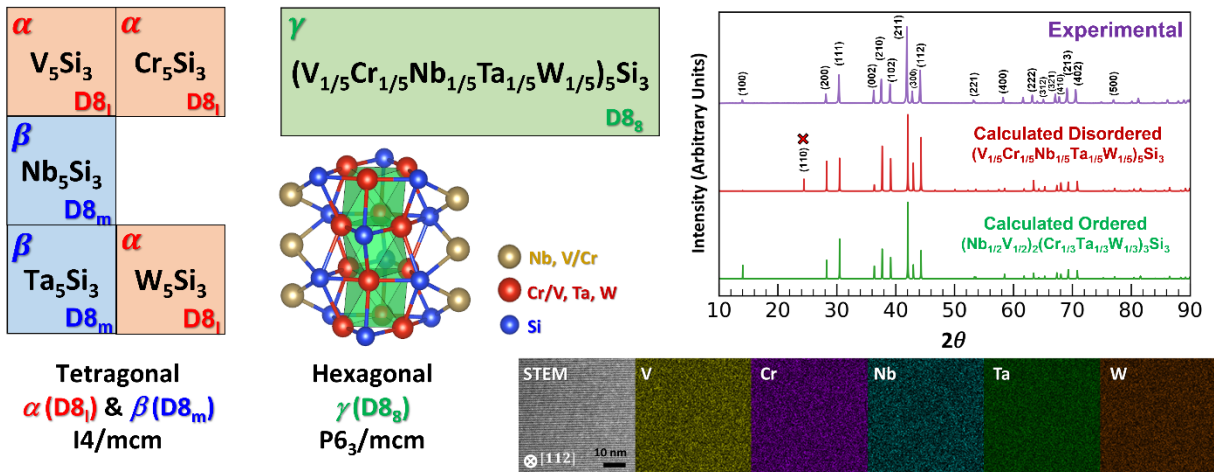 α
V₅Si₃
D8ₗ
α
Cr₅Si₃
D8ₗ
β
Nb₅Si₃
D8ₘ
β
Ta₅Si₃
D8ₘ
α
W₅Si₃
D8ₗ
Tetragonal
α (D8ₗ) & β (D8ₘ)
I4/mcm
γ
(V₁/₅Cr₁/₅Nb₁/₅Ta₁/₅W₁/₅)₅Si₃
D8₈
Nb, V/Cr
Cr/V, Ta, W
Si
Hexagonal
γ (D8₈)
P6₃/mcm
Intensity (Arbitrary Units)
Experimental
(100)
(200)
(111)
(002)
(210)
(102)
(211)
(300)
(112)
(221)
(400)
(222)
(312)
(321)
(410)
(213)
(402)
(500)
Calculated Disordered
(V₁/₅Cr₁/₅Nb₁/₅Ta₁/₅W₁/₅)₅Si₃
(110)
Calculated Ordered
(Nb₁/₂V₁/₂)₂(Cr₁/₃Ta₁/₃W₁/₃)₃Si₃
10 20 30 40 50 60 70 80 90
2θ
STEM
[112]
10 nm
V
Cr
Nb
Ta
W